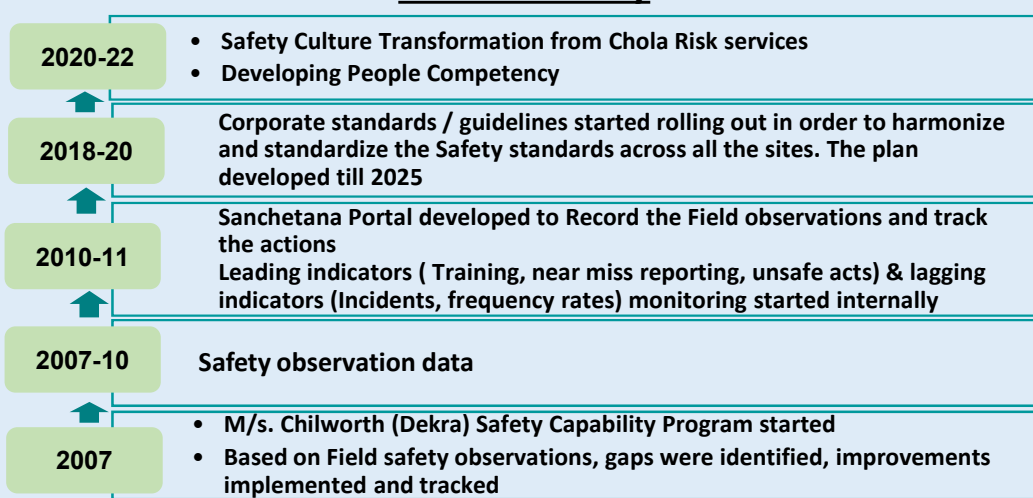 2020-22
• Safety Culture Transformation from Chola Risk services
• Developing People Competency
2018-20
Corporate standards / guidelines started rolling out in order to harmonize
and standardize the Safety standards across all the sites. The plan
developed till 2025
2010-11
Sanchetana Portal developed to Record the Field observations and track
the actions
Leading indicators ( Training, near miss reporting, unsafe acts) & lagging
indicators (Incidents, frequency rates) monitoring started internally
2007-10
Safety observation data
2007
• M/s. Chilworth (Dekra) Safety Capability Program started
• Based on Field safety observations, gaps were identified, improvements
implemented and tracked